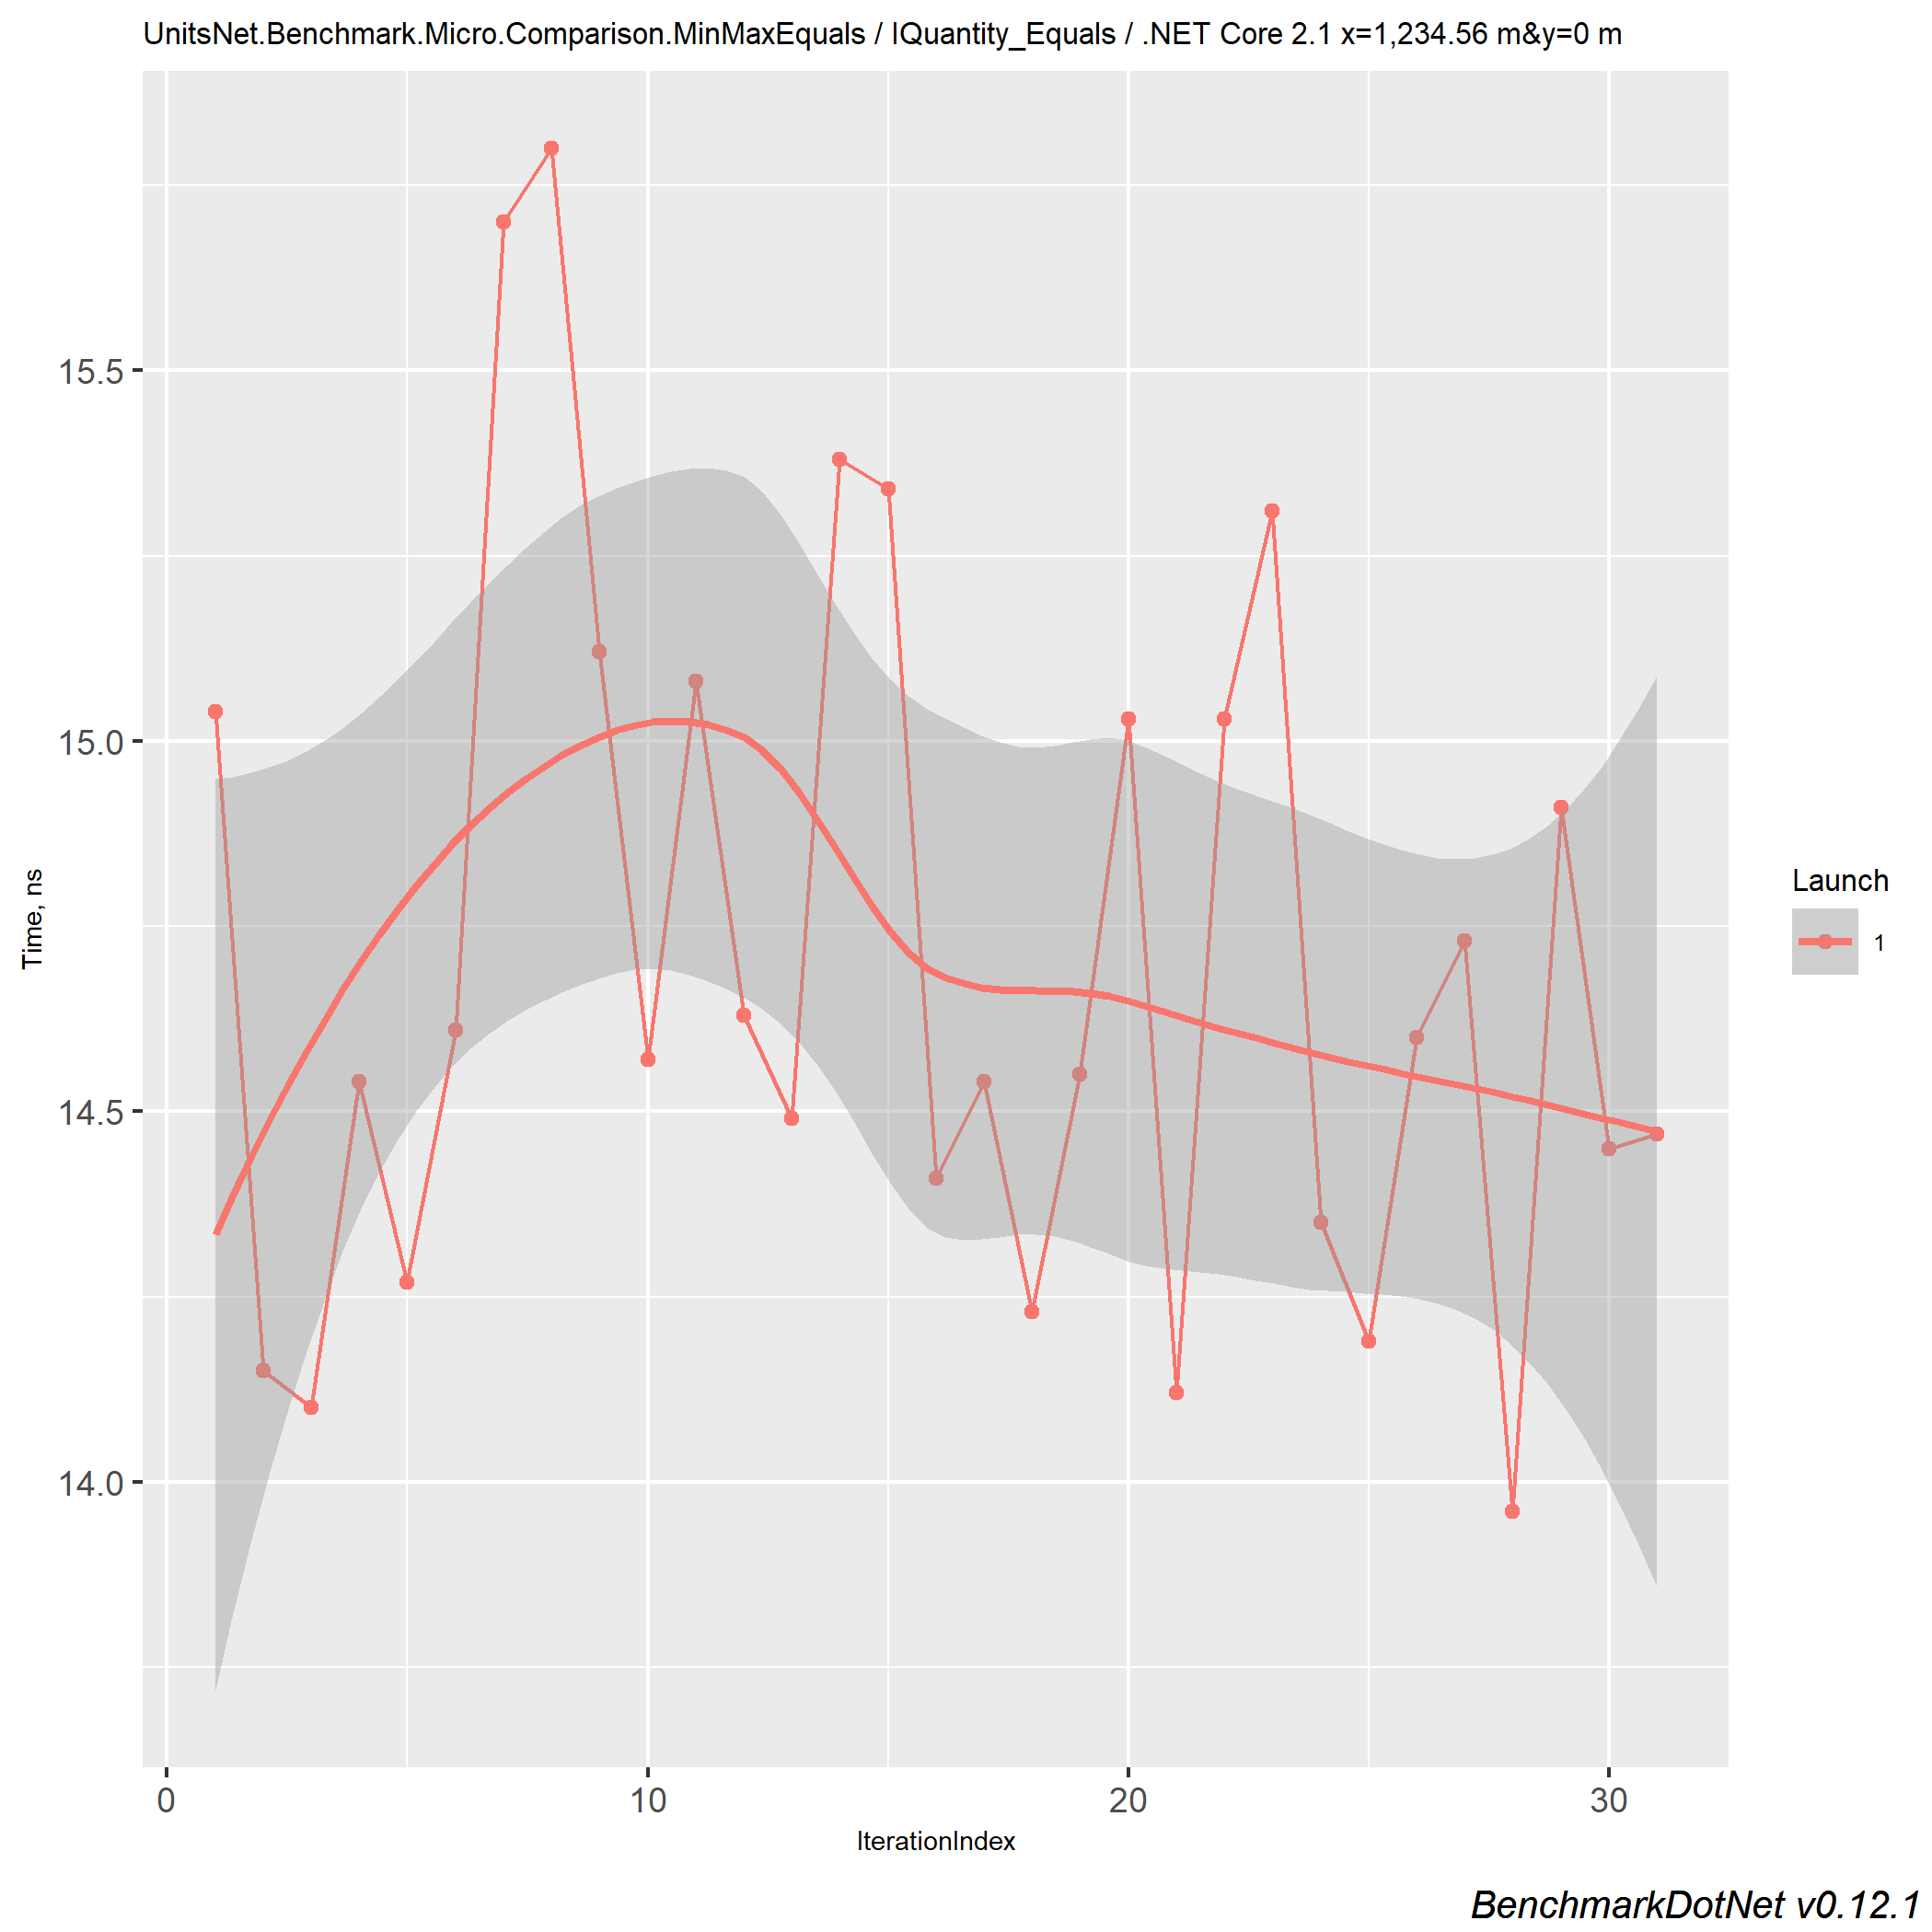 UnitsNet.Benchmark.Micro.Comparison.MinMaxEquals / IQuantity_Equals / .NET Core 2.1 x=1,234.56 m&y=0 m
15.5
15.0
14.5
14.0
Time, ns
0 10 20 30
IterationIndex
Launch
1
BenchmarkDotNet v0.12.1